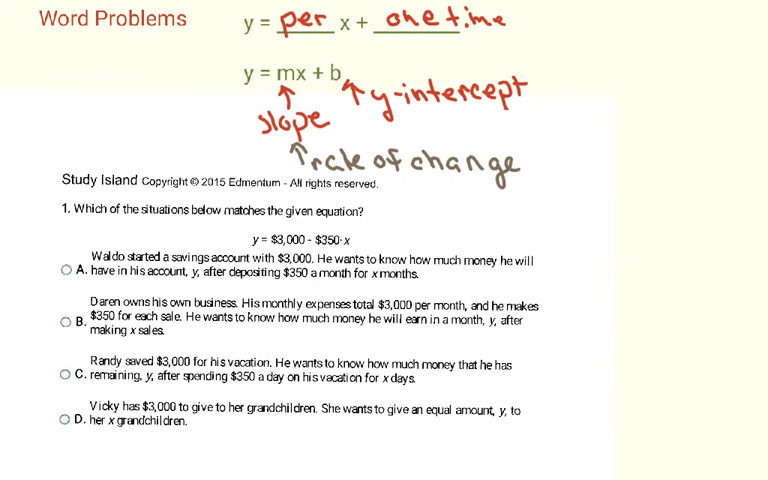 Word Problems
y = per x + one time
y = mx + b
y-intercept
slope
rate of change
Study Island Copyright © 2015 Edmentum - All rights reserved.
1. Which of the situations below matches the given equation?
y = $3,000 - $350·x
Waldo started a savings account with $3,000. He wants to know how much money he will
A. have in his account, y, after depositing $350 a month for x months.
Daren owns his own business. His monthly expenses total $3,000 per month, and he makes
B. $350 for each sale. He wants to know how much money he will earn in a month, y, after
making x sales.
Randy saved $3,000 for his vacation. He wants to know how much money that he has
C. remaining, y, after spending $350 a day on his vacation for x days.
Vicky has $3,000 to give to her grandchildren. She wants to give an equal amount, y, to
D. her x grandchildren.